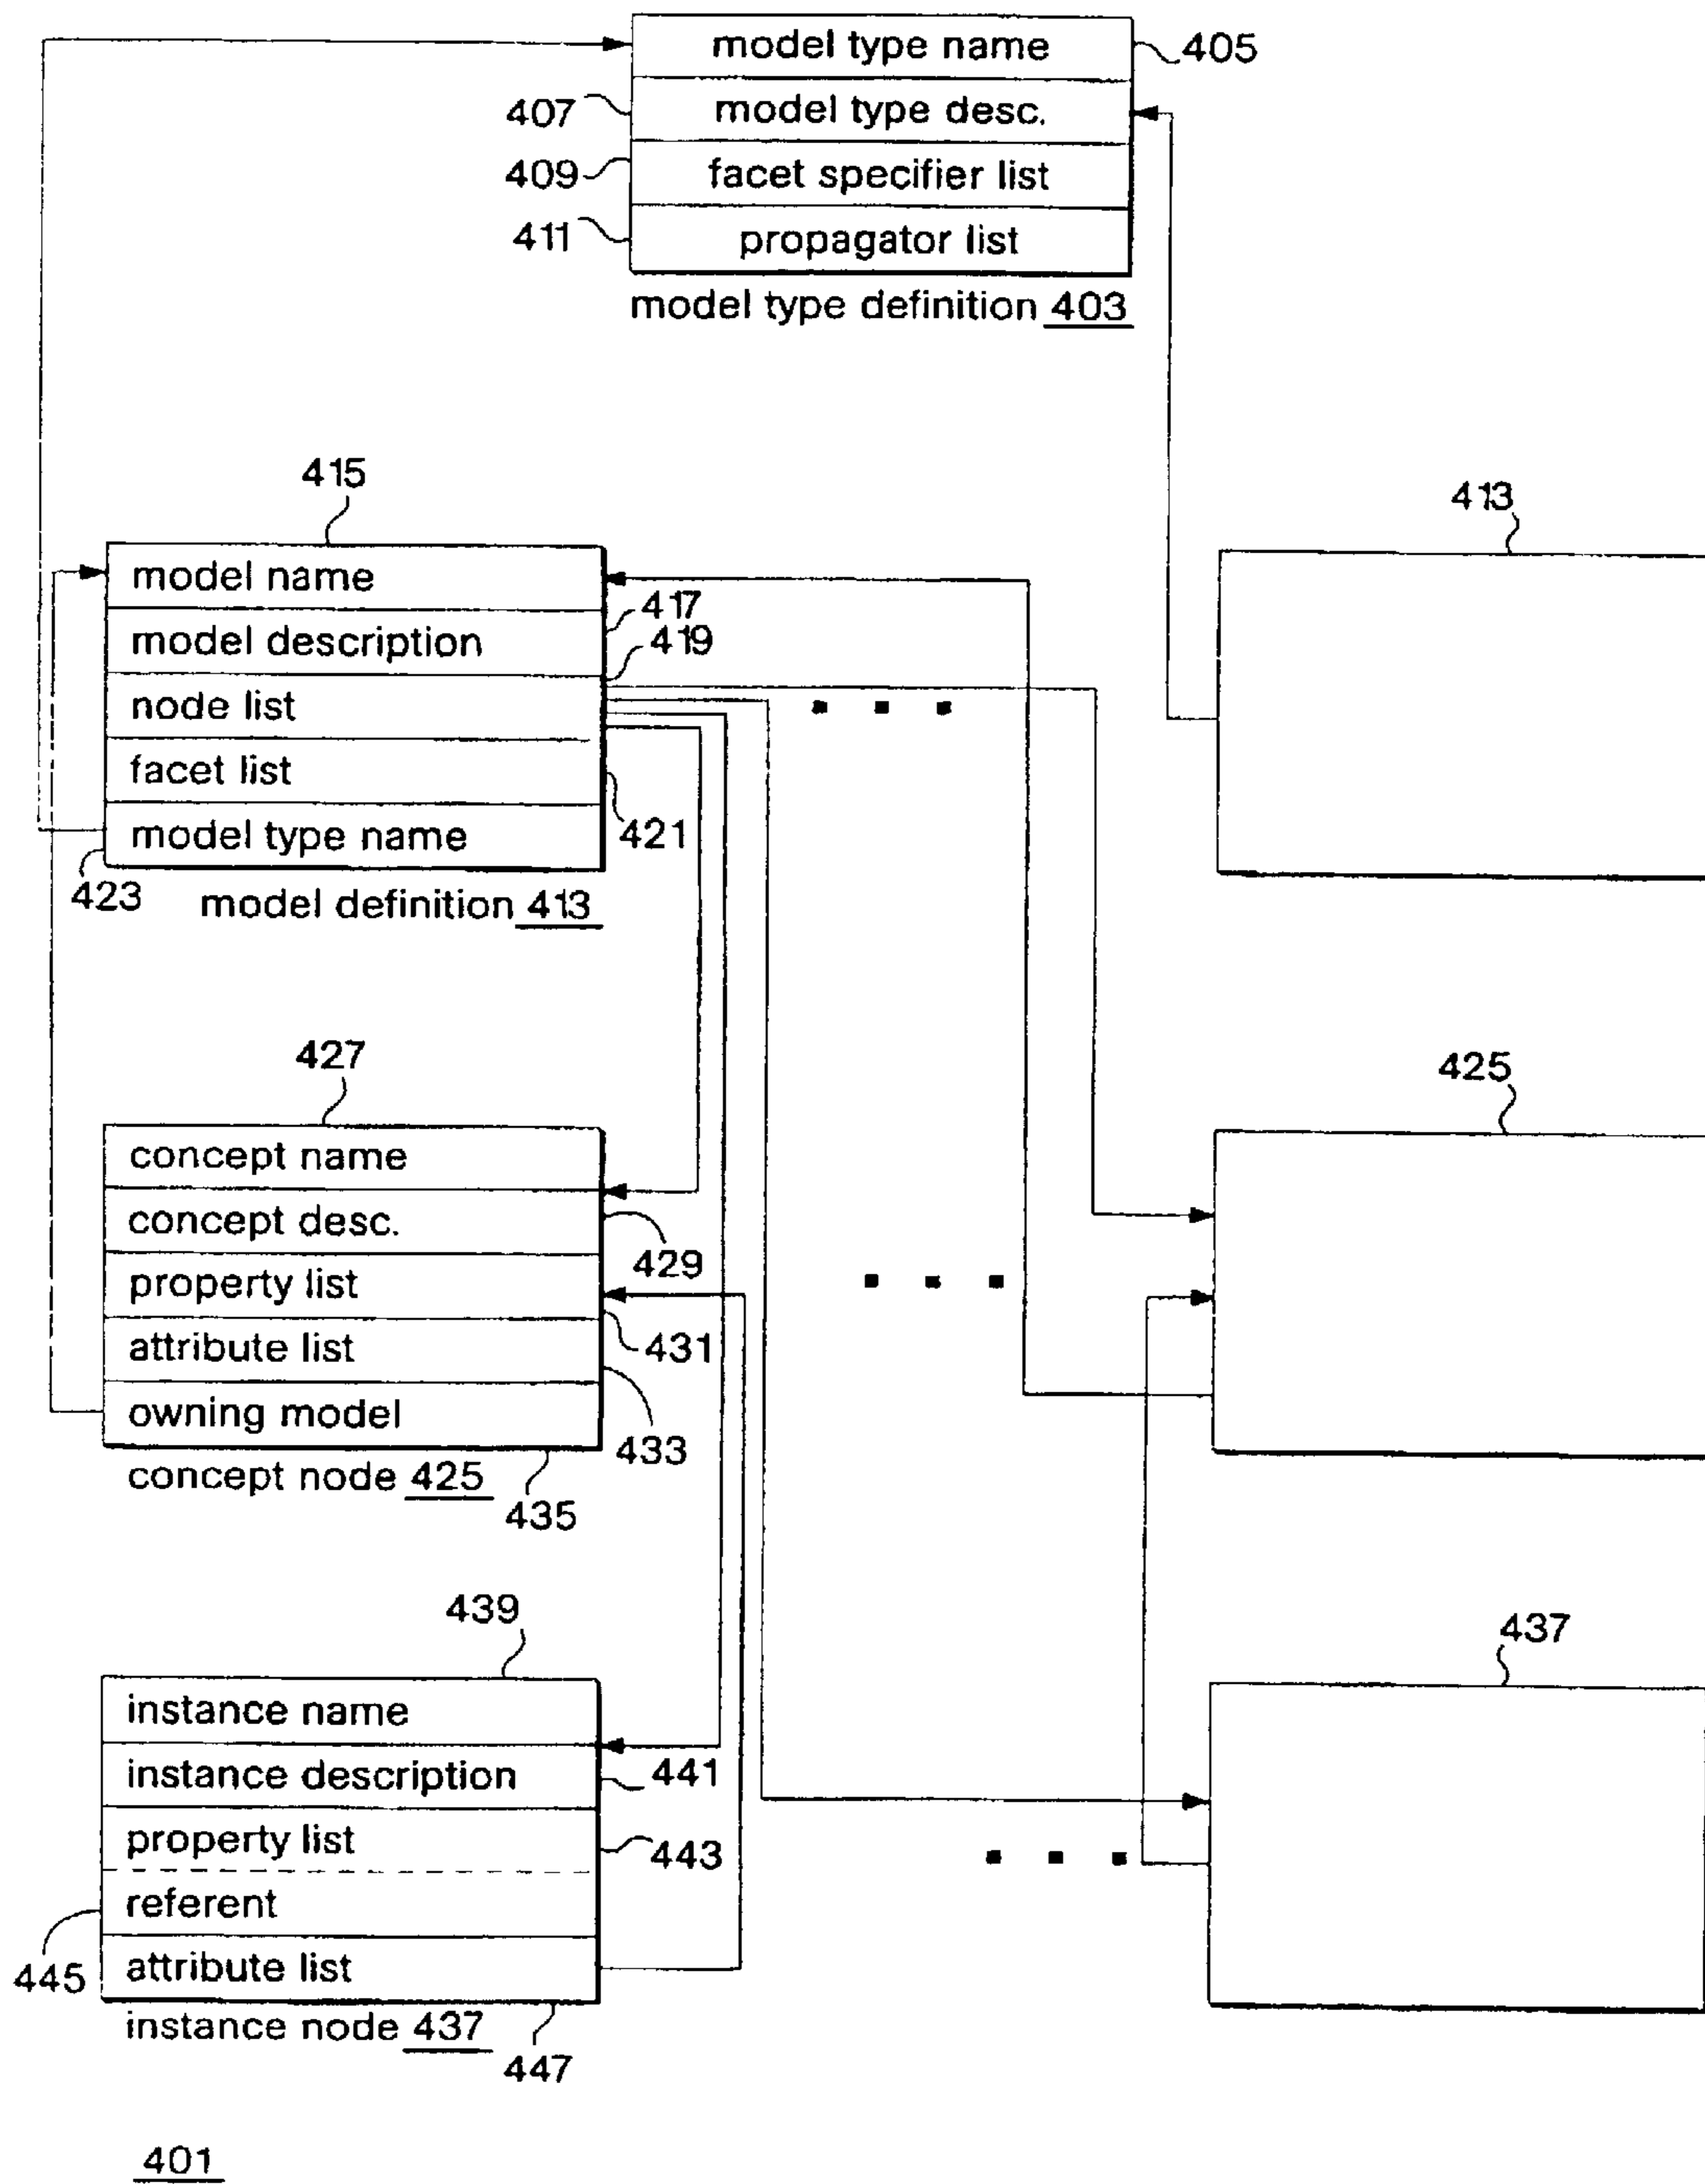 model type name
405
407
model type desc.
409
facet specifier list
411
propagator list
model type definition 403
415
413
model name
417
model description
419
node list
facet list
421
model type name
423
model definition 413
427
425
concept name
concept desc.
429
property list
431
attribute list
433
owning model
concept node 425
435
439
437
instance name
instance description
441
property list
443
referent
445
attribute list
instance node 437
447
401